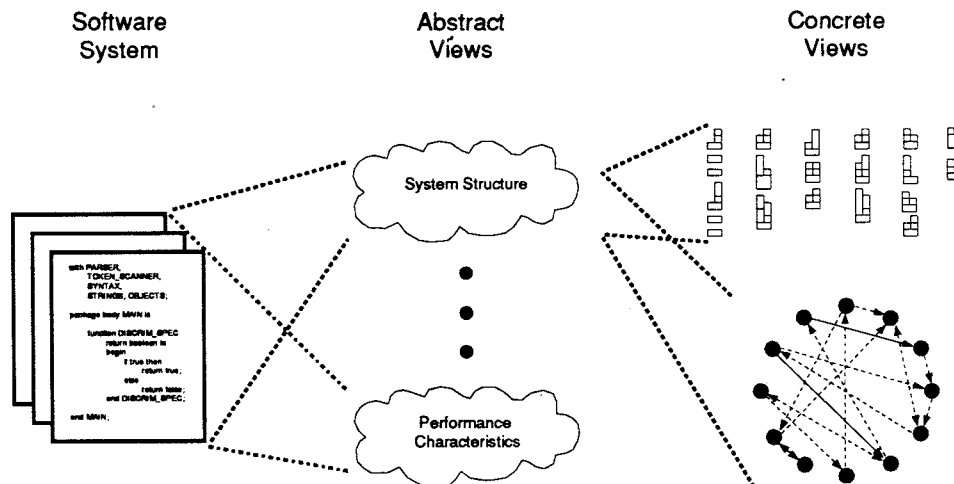 Software
System
Abstract
Views
Concrete
Views
System Structure
with PARSER,
TOKEN_SCANNER,
SYNTAX,
STRINGS, OBJECTS;
package body MAIN is
function DISCRIM_SPEC
return boolean is
begin
if true then
return true;
else
return false;
end DISCRIM_SPEC;
end MAIN;
Performance
Characteristics